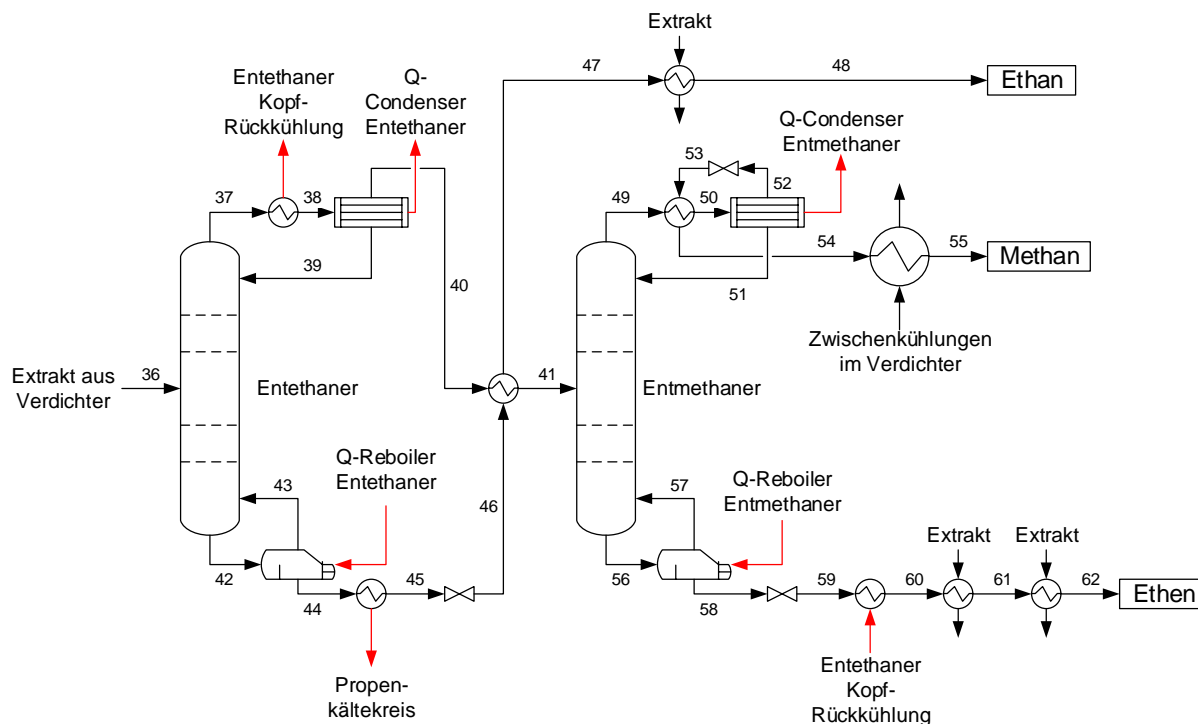 Extrakt
Entethaner
Kopf-
Rückkühlung
Q-
Condenser
Entethaner
47
48
Ethan
Q-Condenser
Entmethaner
53
52
37
38
49
50
54
55
Methan
39
40
51
Zwischenkühlungen
im Verdichter
Extrakt aus
Verdichter
36
Entethaner
41
Entmethaner
Q-Reboiler
Entethaner
43
46
57
Q-Reboiler
Entmethaner
Extrakt
Extrakt
42
44
45
56
58
59
60
61
62
Ethen
Propen-
kältekreis
Entethaner
Kopf-
Rückkühlung